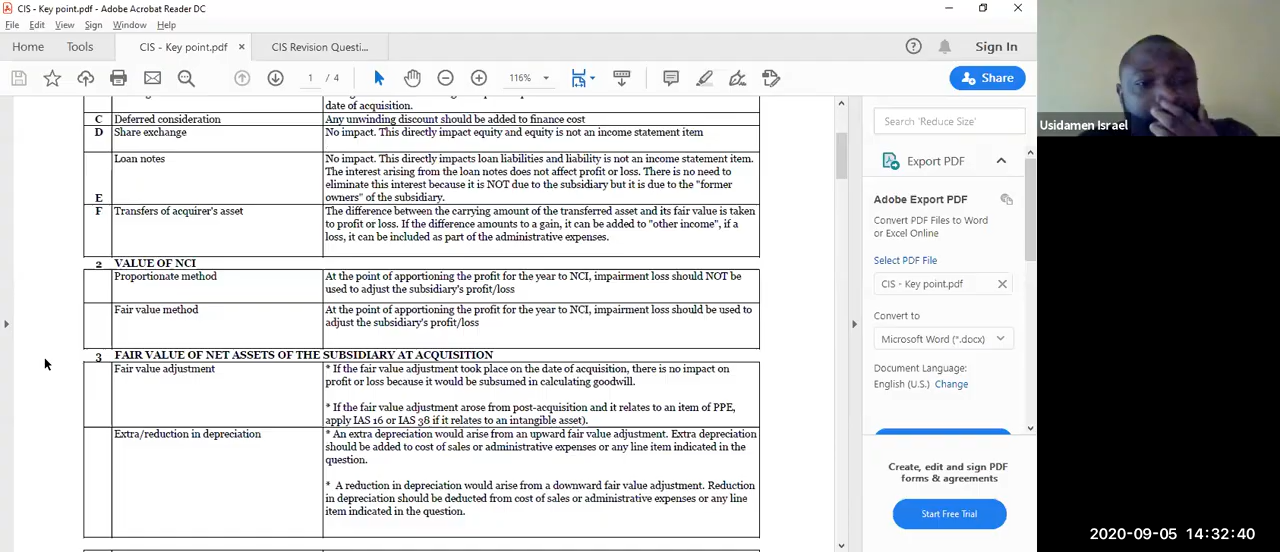 CIS - Key point.pdf - Adobe Acrobat Reader DC
File Edit View Sign Window Help
Home Tools CIS - Key point.pdf × CIS Revision Questi... Sign In
1 / 4 116% Share
date of acquisition.
C Deferred consideration Any unwinding discount should be added to finance cost
D Share exchange No impact. This directly impact equity and equity is not an income statement item
Loan notes No impact. This directly impacts loan liabilities and liability is not an income statement item.
The interest arising from the loan notes does not affect profit or loss. There is no need to
eliminate this interest because it is NOT due to the subsidiary but it is due to the "former
E owners" of the subsidiary.
F Transfers of acquirer's asset The difference between the carrying amount of the transferred asset and its fair value is taken
to profit or loss. If the difference amounts to a gain, it can be added to "other income", if a
loss, it can be included as part of the administrative expenses.
2 VALUE OF NCI
Proportionate method At the point of apportioning the profit for the year to NCI, impairment loss should NOT be
used to adjust the subsidiary's profit/loss
Fair value method At the point of apportioning the profit for the year to NCI, impairment loss should be used to
adjust the subsidiary's profit/loss
3 FAIR VALUE OF NET ASSETS OF THE SUBSIDIARY AT ACQUISITION
Fair value adjustment * If the fair value adjustment took place on the date of acquisition, there is no impact on
profit or loss because it would be subsumed in calculating goodwill.
* If the fair value adjustment arose from post-acquisition and it relates to an item of PPE,
apply IAS 16 or IAS 38 if it relates to an intangible asset).
Extra/reduction in depreciation * An extra depreciation would arise from an upward fair value adjustment. Extra depreciation
should be added to cost of sales or administrative expenses or any line item indicated in the
question.
* A reduction in depreciation would arise from a downward fair value adjustment. Reduction
in depreciation should be deducted from cost of sales or administrative expenses or any line
item indicated in the question.
Search 'Reduce Size'
Export PDF
Adobe Export PDF
Convert PDF Files to Word
or Excel Online
Select PDF File
CIS - Key point.pdf ×
Convert to
Microsoft Word (*.docx)
Document Language:
English (U.S.) Change
Create, edit and sign PDF
forms & agreements
Start Free Trial
Usidamen Israel
2020-09-05 14:32:40